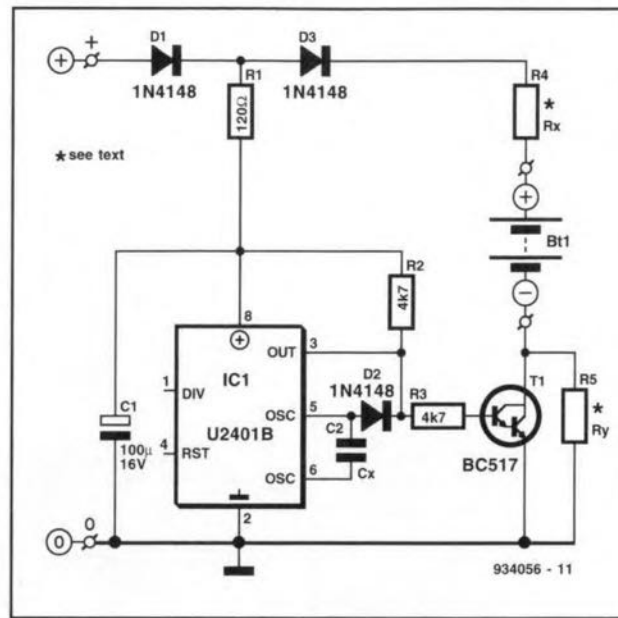 +
+
D1
1N4148
D3
1N4148
R1
120Ω
R4
*
Rx
* see text
+
Bt1
−
R2
4k7
8
+
OUT
3
IC1
1
DIV
D2
1N4148
R3
4k7
T1
BC517
R5
*
Ry
C1
100µ
16V
U2401B
OSC
5
C2
Cx
4
RST
OSC
6
2
0
0
934056 - 11